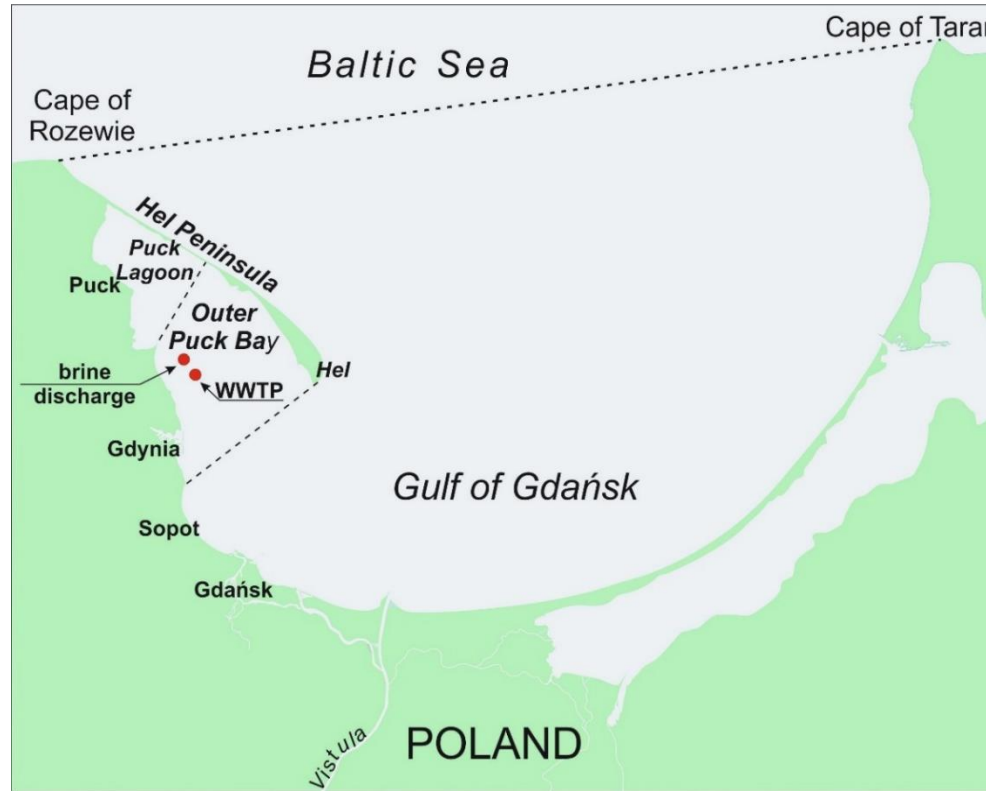 Cape of Taran
Baltic Sea
Cape of
Rozewie
Hel Peninsula
Puck
Lagoon
Puck
Outer
Puck Bay
Hel
brine
discharge
WWTP
Gdynia
Gulf of Gdańsk
Sopot
Gdańsk
POLAND
Vistula